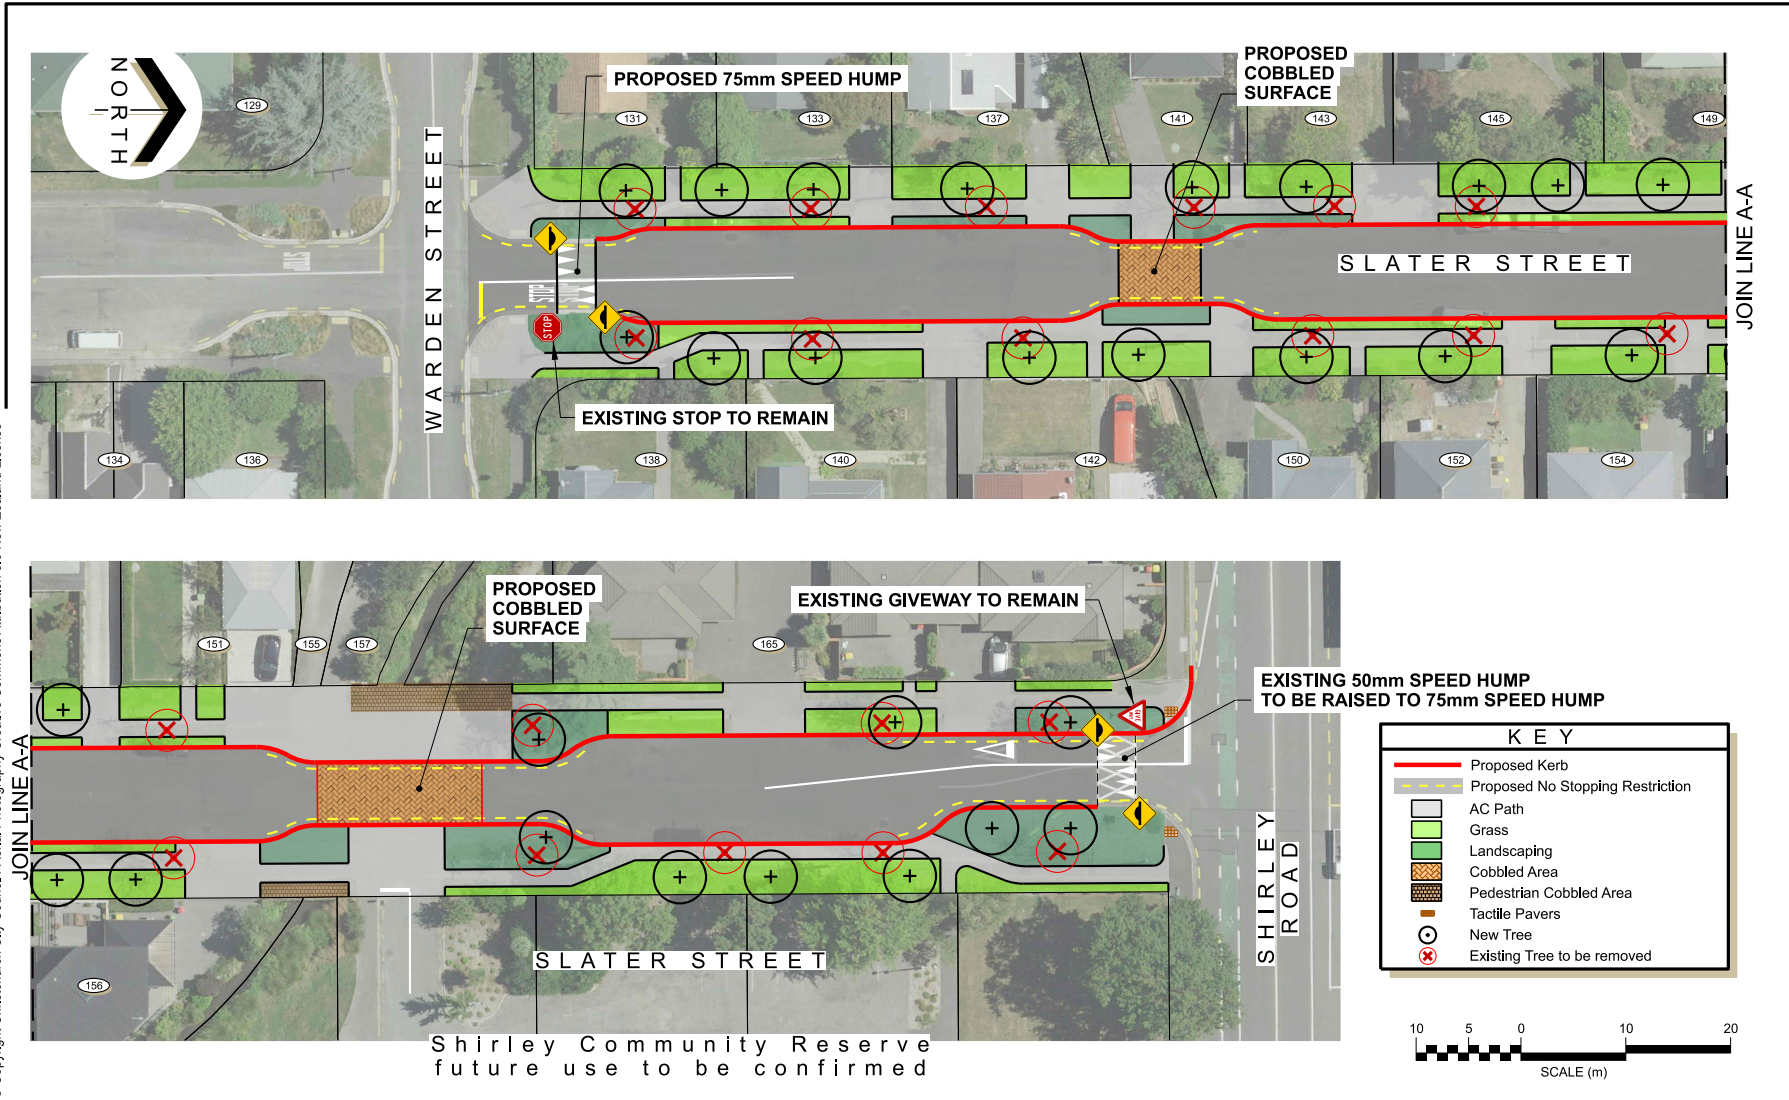 NORTH
129
WARDEN STREET
PROPOSED 75mm SPEED HUMP
PROPOSED
COBBLED
SURFACE
131
133
137
141
143
145
149
STOP
STOP
SLATER STREET
JOIN LINE A-A
STOP
EXISTING STOP TO REMAIN
134
136
138
140
142
150
152
154
JOIN LINE A-A
PROPOSED
COBBLED
SURFACE
EXISTING GIVEWAY TO REMAIN
151
155
157
165
EXISTING 50mm SPEED HUMP
TO BE RAISED TO 75mm SPEED HUMP
156
SLATER STREET
SHIRLEY
ROAD
Shirley Community Reserve
future use to be confirmed
KEY
Proposed Kerb
Proposed No Stopping Restriction
AC Path
Grass
Landscaping
Cobbled Area
Pedestrian Cobbled Area
Tactile Pavers
New Tree
Existing Tree to be removed
10 5 0 10 20
SCALE (m)